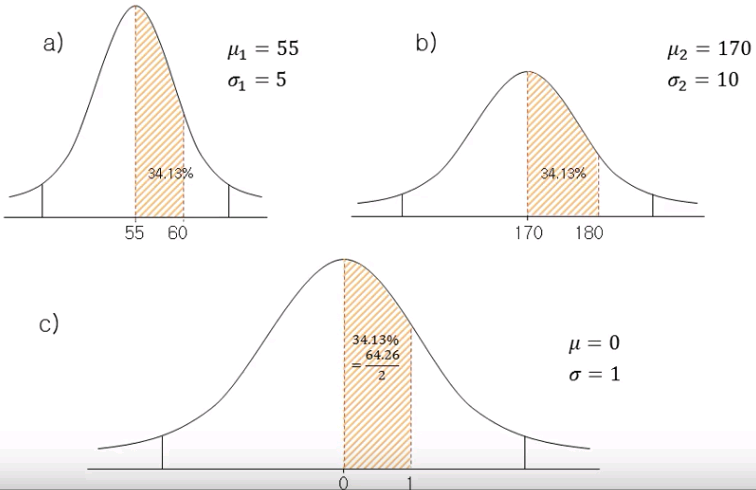 a)
μ₁ = 55
σ₁ = 5
34.13%
55 60
b)
μ₂ = 170
σ₂ = 10
34.13%
170 180
c)
34.13%
= 64.26
2
μ = 0
σ = 1
0 1